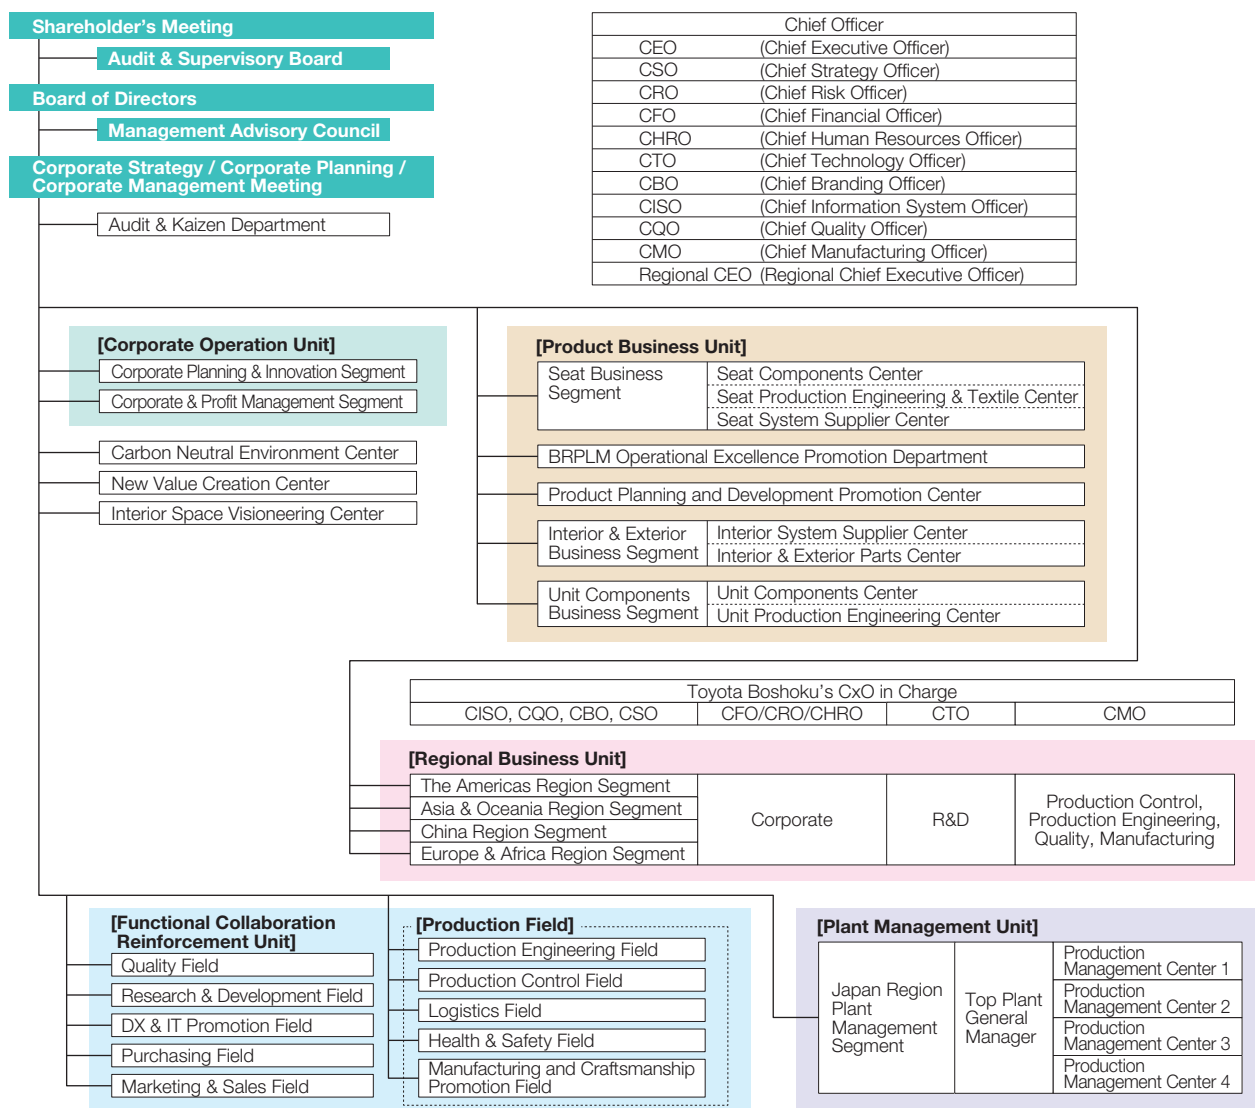 Shareholder's Meeting
Audit & Supervisory Board
Board of Directors
Management Advisory Council
Corporate Strategy / Corporate Planning /
Corporate Management Meeting
Audit & Kaizen Department
Chief Officer
CEO (Chief Executive Officer)
CSO (Chief Strategy Officer)
CRO (Chief Risk Officer)
CFO (Chief Financial Officer)
CHRO (Chief Human Resources Officer)
CTO (Chief Technology Officer)
CBO (Chief Branding Officer)
CISO (Chief Information System Officer)
CQO (Chief Quality Officer)
CMO (Chief Manufacturing Officer)
Regional CEO (Regional Chief Executive Officer)
[Corporate Operation Unit]
Corporate Planning & Innovation Segment
Corporate & Profit Management Segment
Carbon Neutral Environment Center
New Value Creation Center
Interior Space Visioneering Center
[Product Business Unit]
Seat Business
Segment
Seat Components Center
Seat Production Engineering & Textile Center
Seat System Supplier Center
BRPLM Operational Excellence Promotion Department
Product Planning and Development Promotion Center
Interior & Exterior
Business Segment
Interior System Supplier Center
Interior & Exterior Parts Center
Unit Components
Business Segment
Unit Components Center
Unit Production Engineering Center
Toyota Boshoku's CxO in Charge
CISO, CQO, CBO, CSO
CFO/CRO/CHRO
CTO
CMO
[Regional Business Unit]
The Americas Region Segment
Asia & Oceania Region Segment
China Region Segment
Europe & Africa Region Segment
Corporate
R&D
Production Control,
Production Engineering,
Quality, Manufacturing
[Functional Collaboration
Reinforcement Unit]
Quality Field
Research & Development Field
DX & IT Promotion Field
Purchasing Field
Marketing & Sales Field
[Production Field]
Production Engineering Field
Production Control Field
Logistics Field
Health & Safety Field
Manufacturing and Craftsmanship
Promotion Field
[Plant Management Unit]
Japan Region
Plant
Management
Segment
Top Plant
General
Manager
Production
Management Center 1
Production
Management Center 2
Production
Management Center 3
Production
Management Center 4